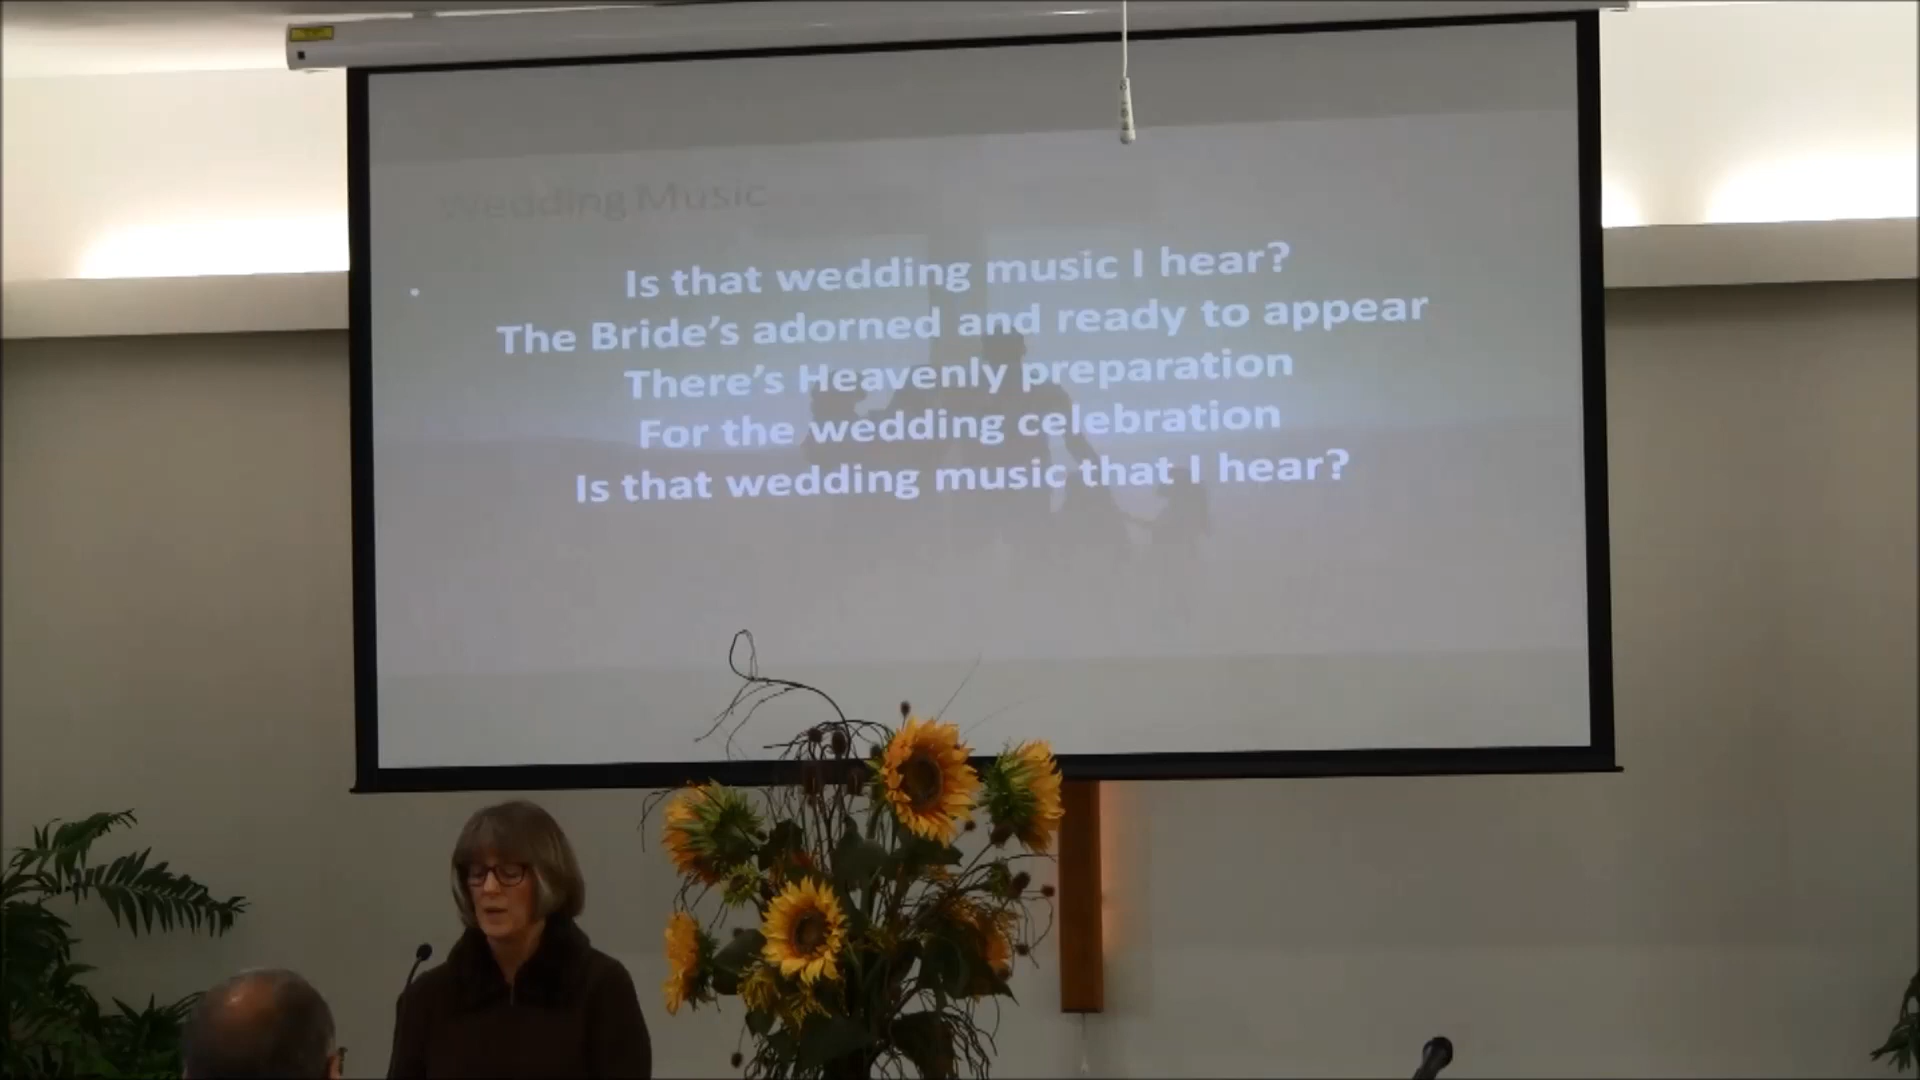 Wedding Music
Is that wedding music I hear?
The Bride’s adorned and ready to appear
There’s Heavenly preparation
For the wedding celebration
Is that wedding music that I hear?